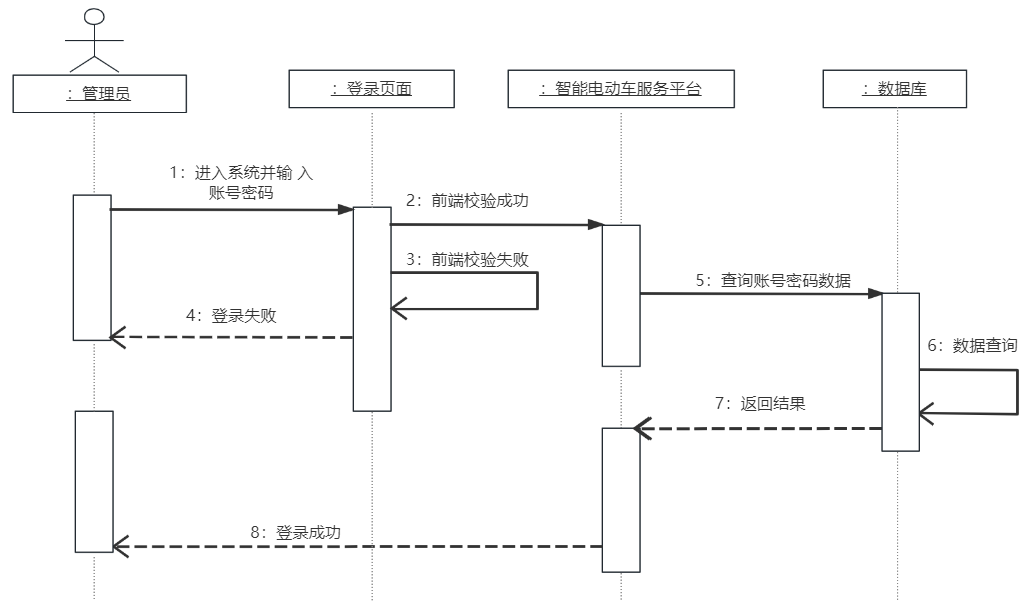 ：管理员
：登录页面
：智能电动车服务平台
：数据库
1：进入系统并输 入
账号密码
2：前端校验成功
3：前端校验失败
4：登录失败
5：查询账号密码数据
6：数据查询
7：返回结果
8：登录成功